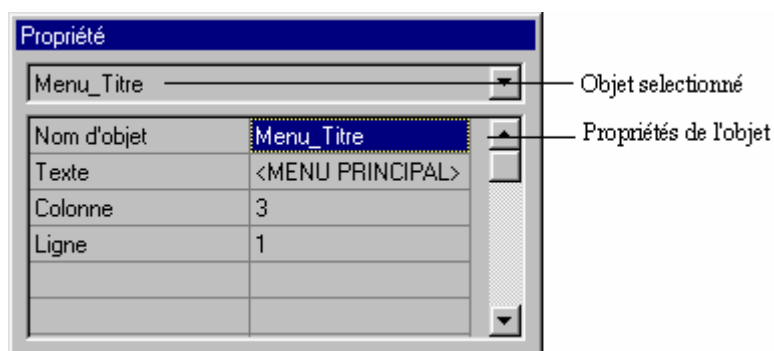 Propriété
Menu_Titre
Objet selectionné
Nom d'objet Menu_Titre
Propriétés de l'objet
Texte <MENU PRINCIPAL>
Colonne 3
Ligne 1